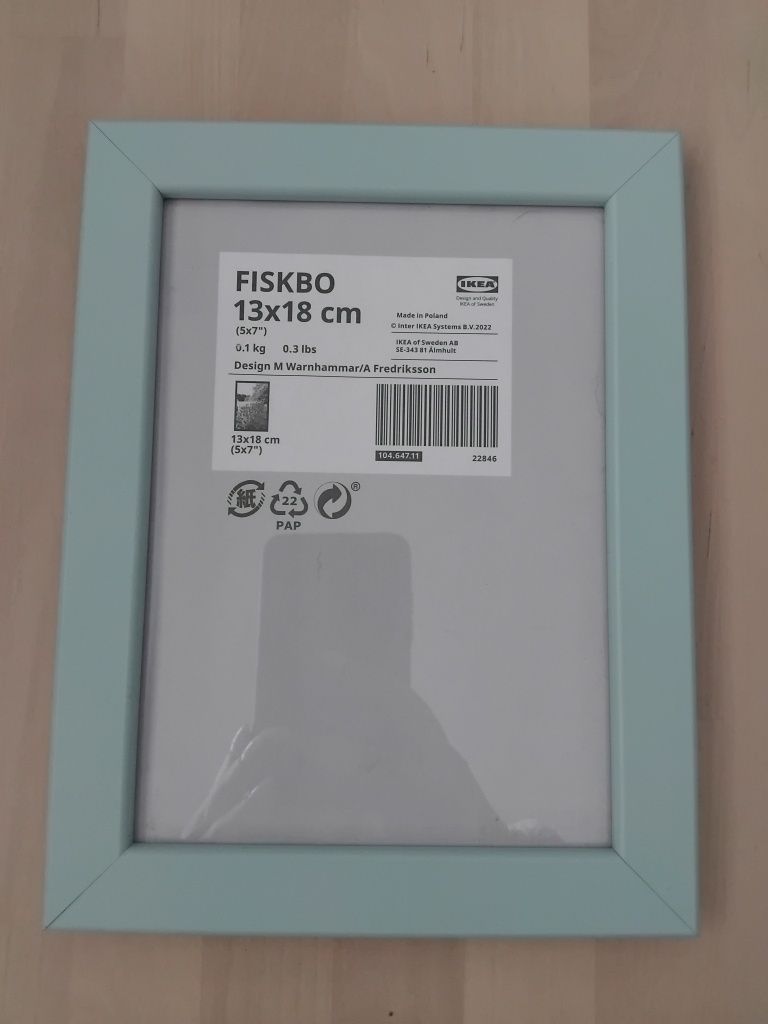 FISKBO
13x18 cm
(5x7")
0.1 kg 0.3 lbs
IKEA
Design and Quality
IKEA of Sweden
Made in Poland
© Inter IKEA Systems B.V.2022
IKEA of Sweden AB
SE-343 81 Älmhult
Design M Warnhammar/A Fredriksson
13x18 cm
(5x7")
104.647.11
22846
紙
22
®
PAP